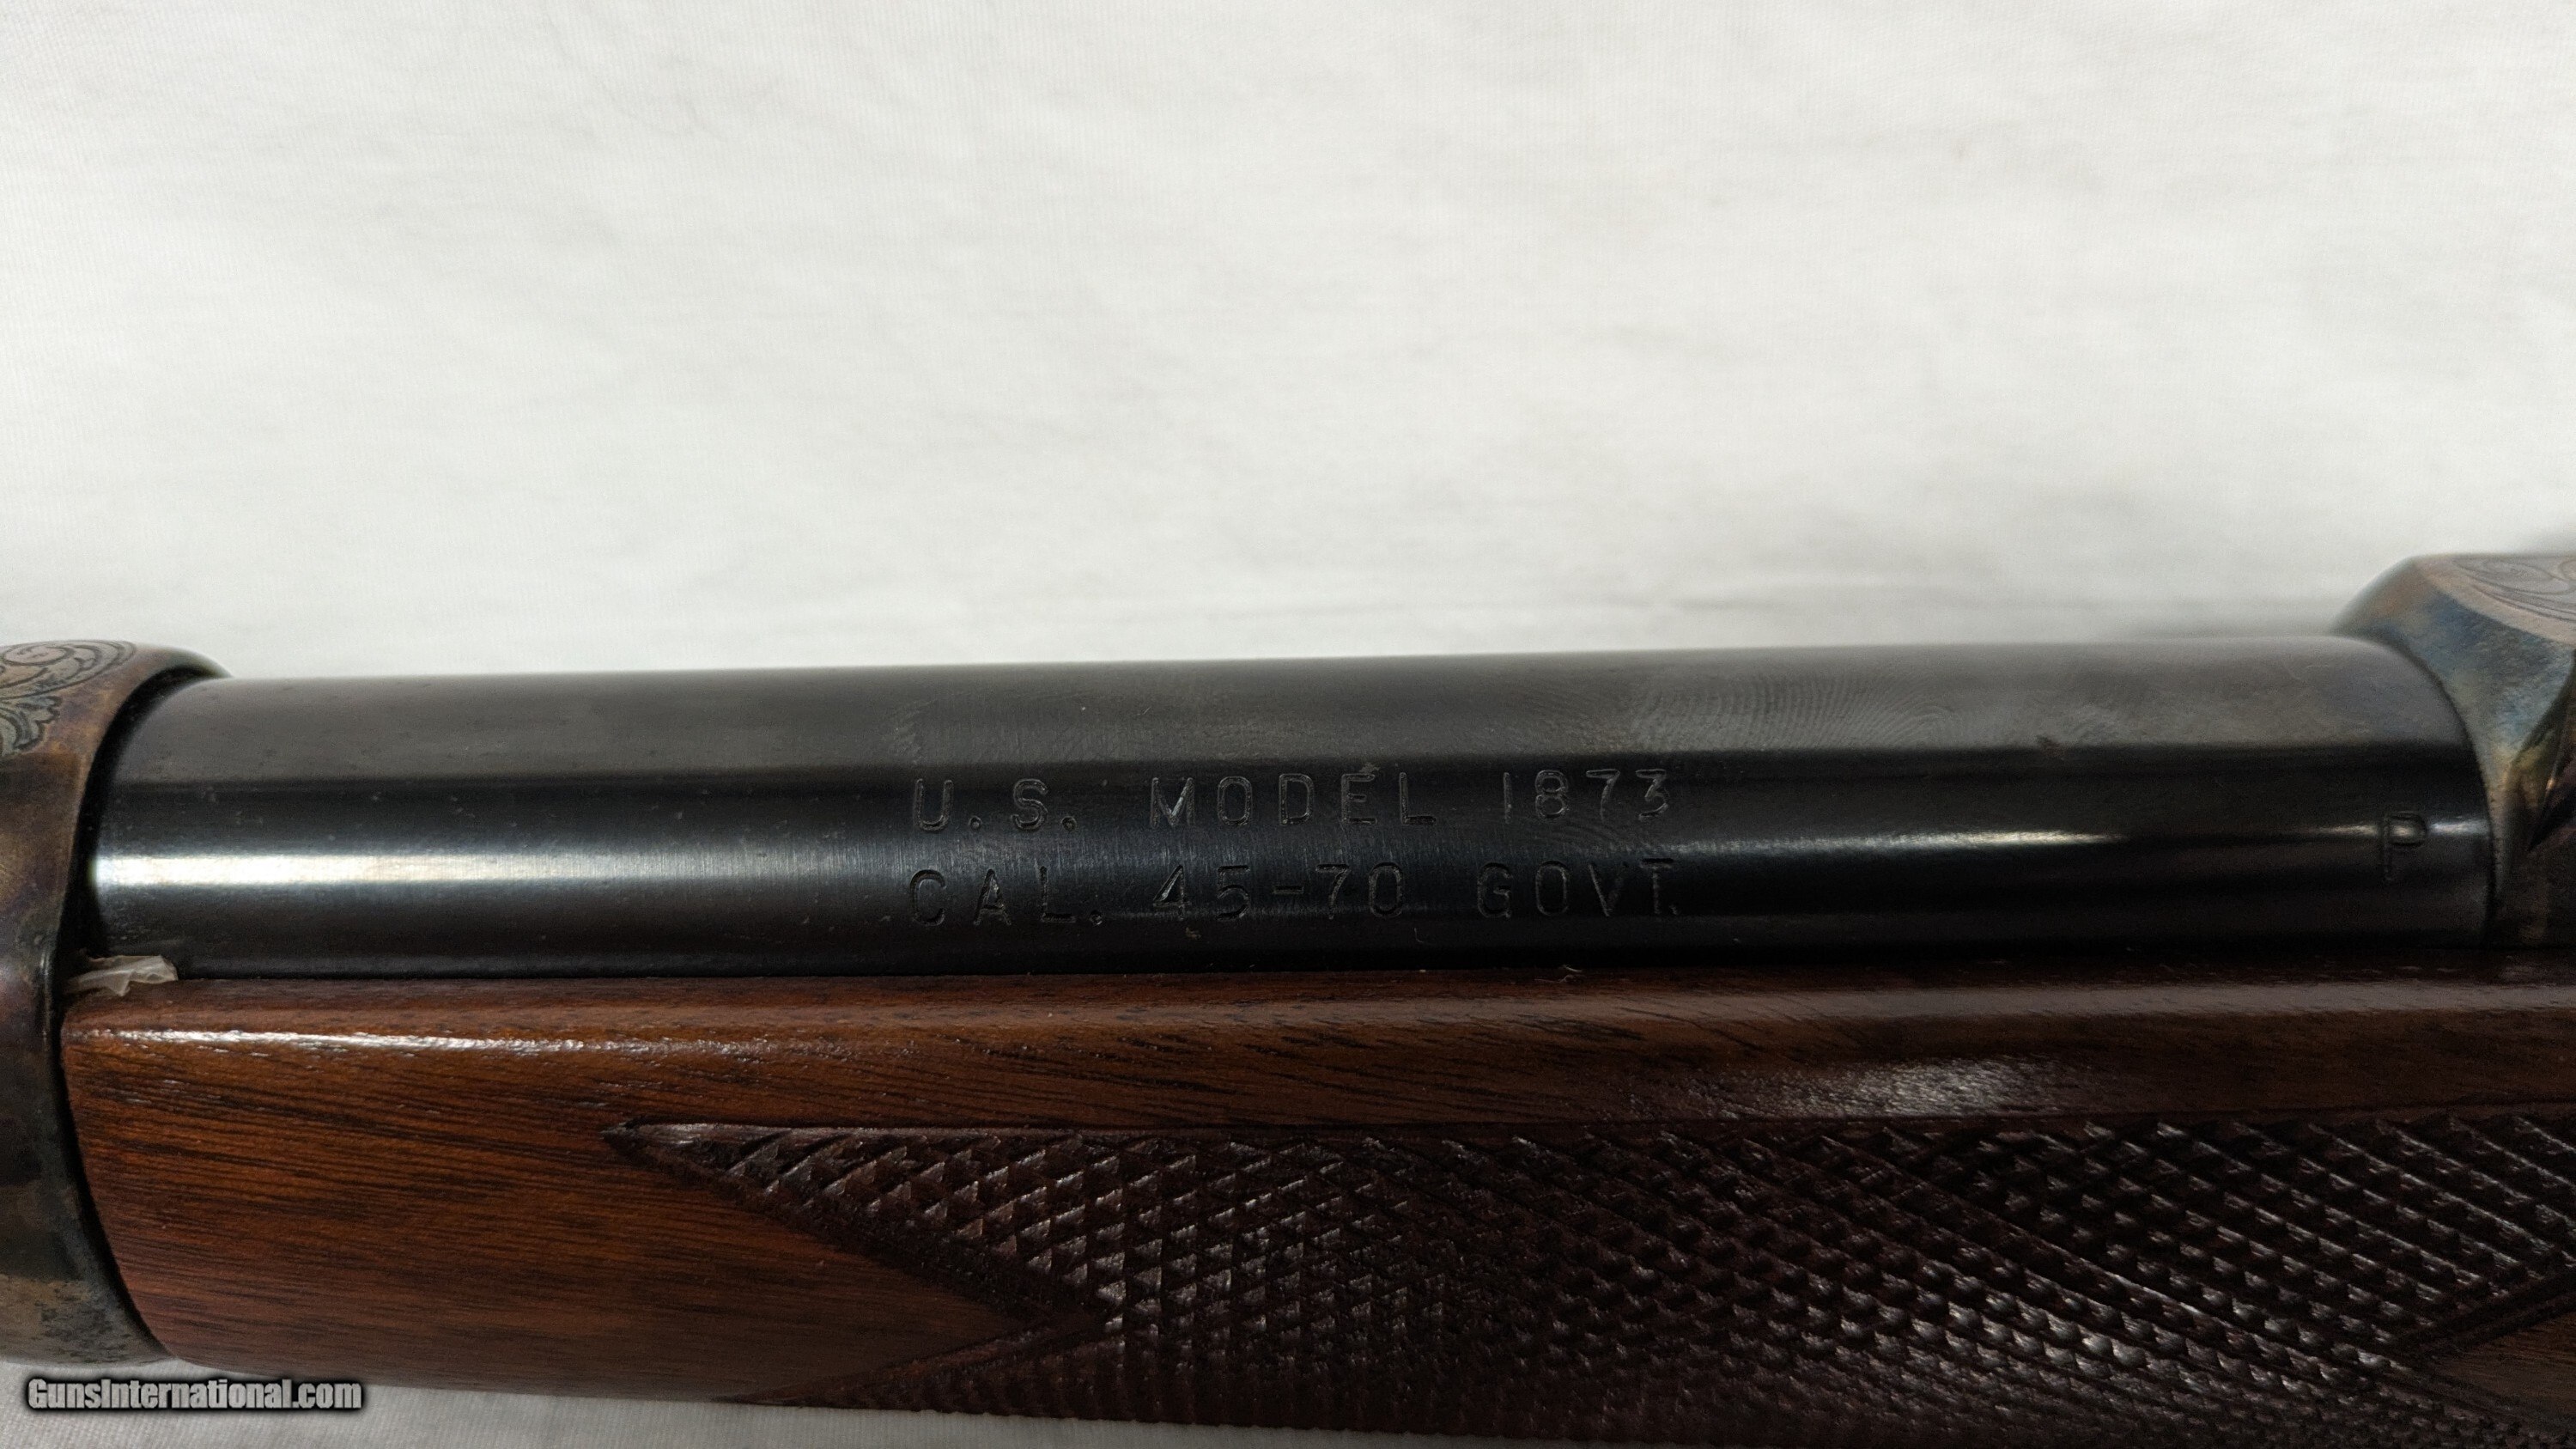 U.S. MODEL 1873
CAL. 45-70 GOVT.
P
GunsInternational.com